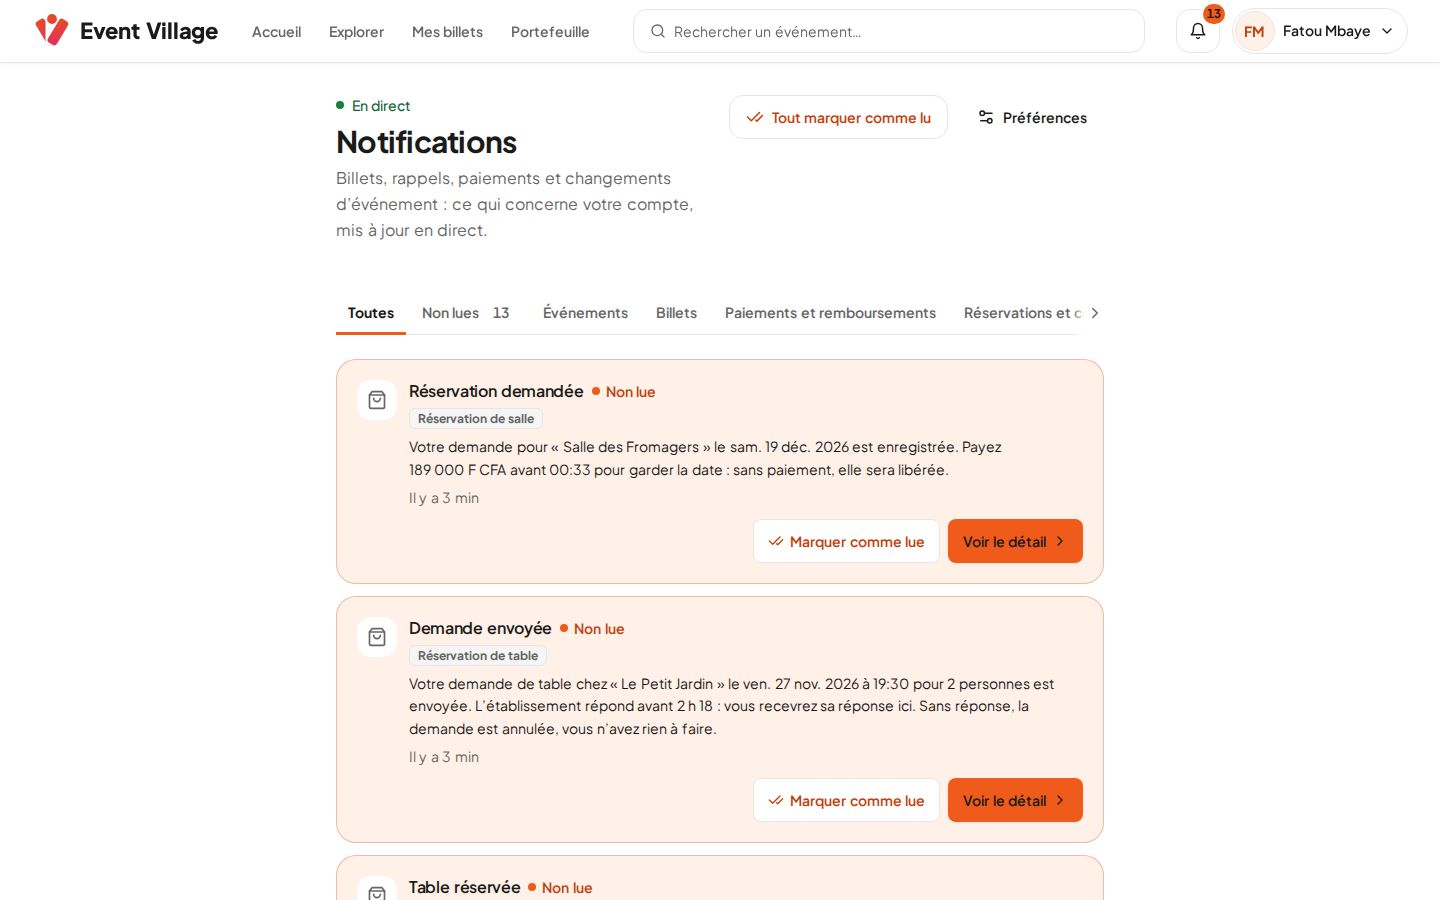 Event Village
Accueil
Explorer
Mes billets
Portefeuille
Rechercher un événement…
13
FM
Fatou Mbaye
En direct
Notifications
Billets, rappels, paiements et changements
d’événement : ce qui concerne votre compte,
mis à jour en direct.
Tout marquer comme lu
Préférences
Toutes
Non lues 13
Événements
Billets
Paiements et remboursements
Réservations et
Réservation demandée
Non lue
Réservation de salle
Votre demande pour « Salle des Fromagers » le sam. 19 déc. 2026 est enregistrée. Payez
189 000 F CFA avant 00:33 pour garder la date : sans paiement, elle sera libérée.
Il y a 3 min
Marquer comme lue
Voir le détail
Demande envoyée
Non lue
Réservation de table
Votre demande de table chez « Le Petit Jardin » le ven. 27 nov. 2026 à 19:30 pour 2 personnes est
envoyée. L’établissement répond avant 2 h 18 : vous recevrez sa réponse ici. Sans réponse, la
demande est annulée, vous n’avez rien à faire.
Il y a 3 min
Marquer comme lue
Voir le détail
Table réservée
Non lue